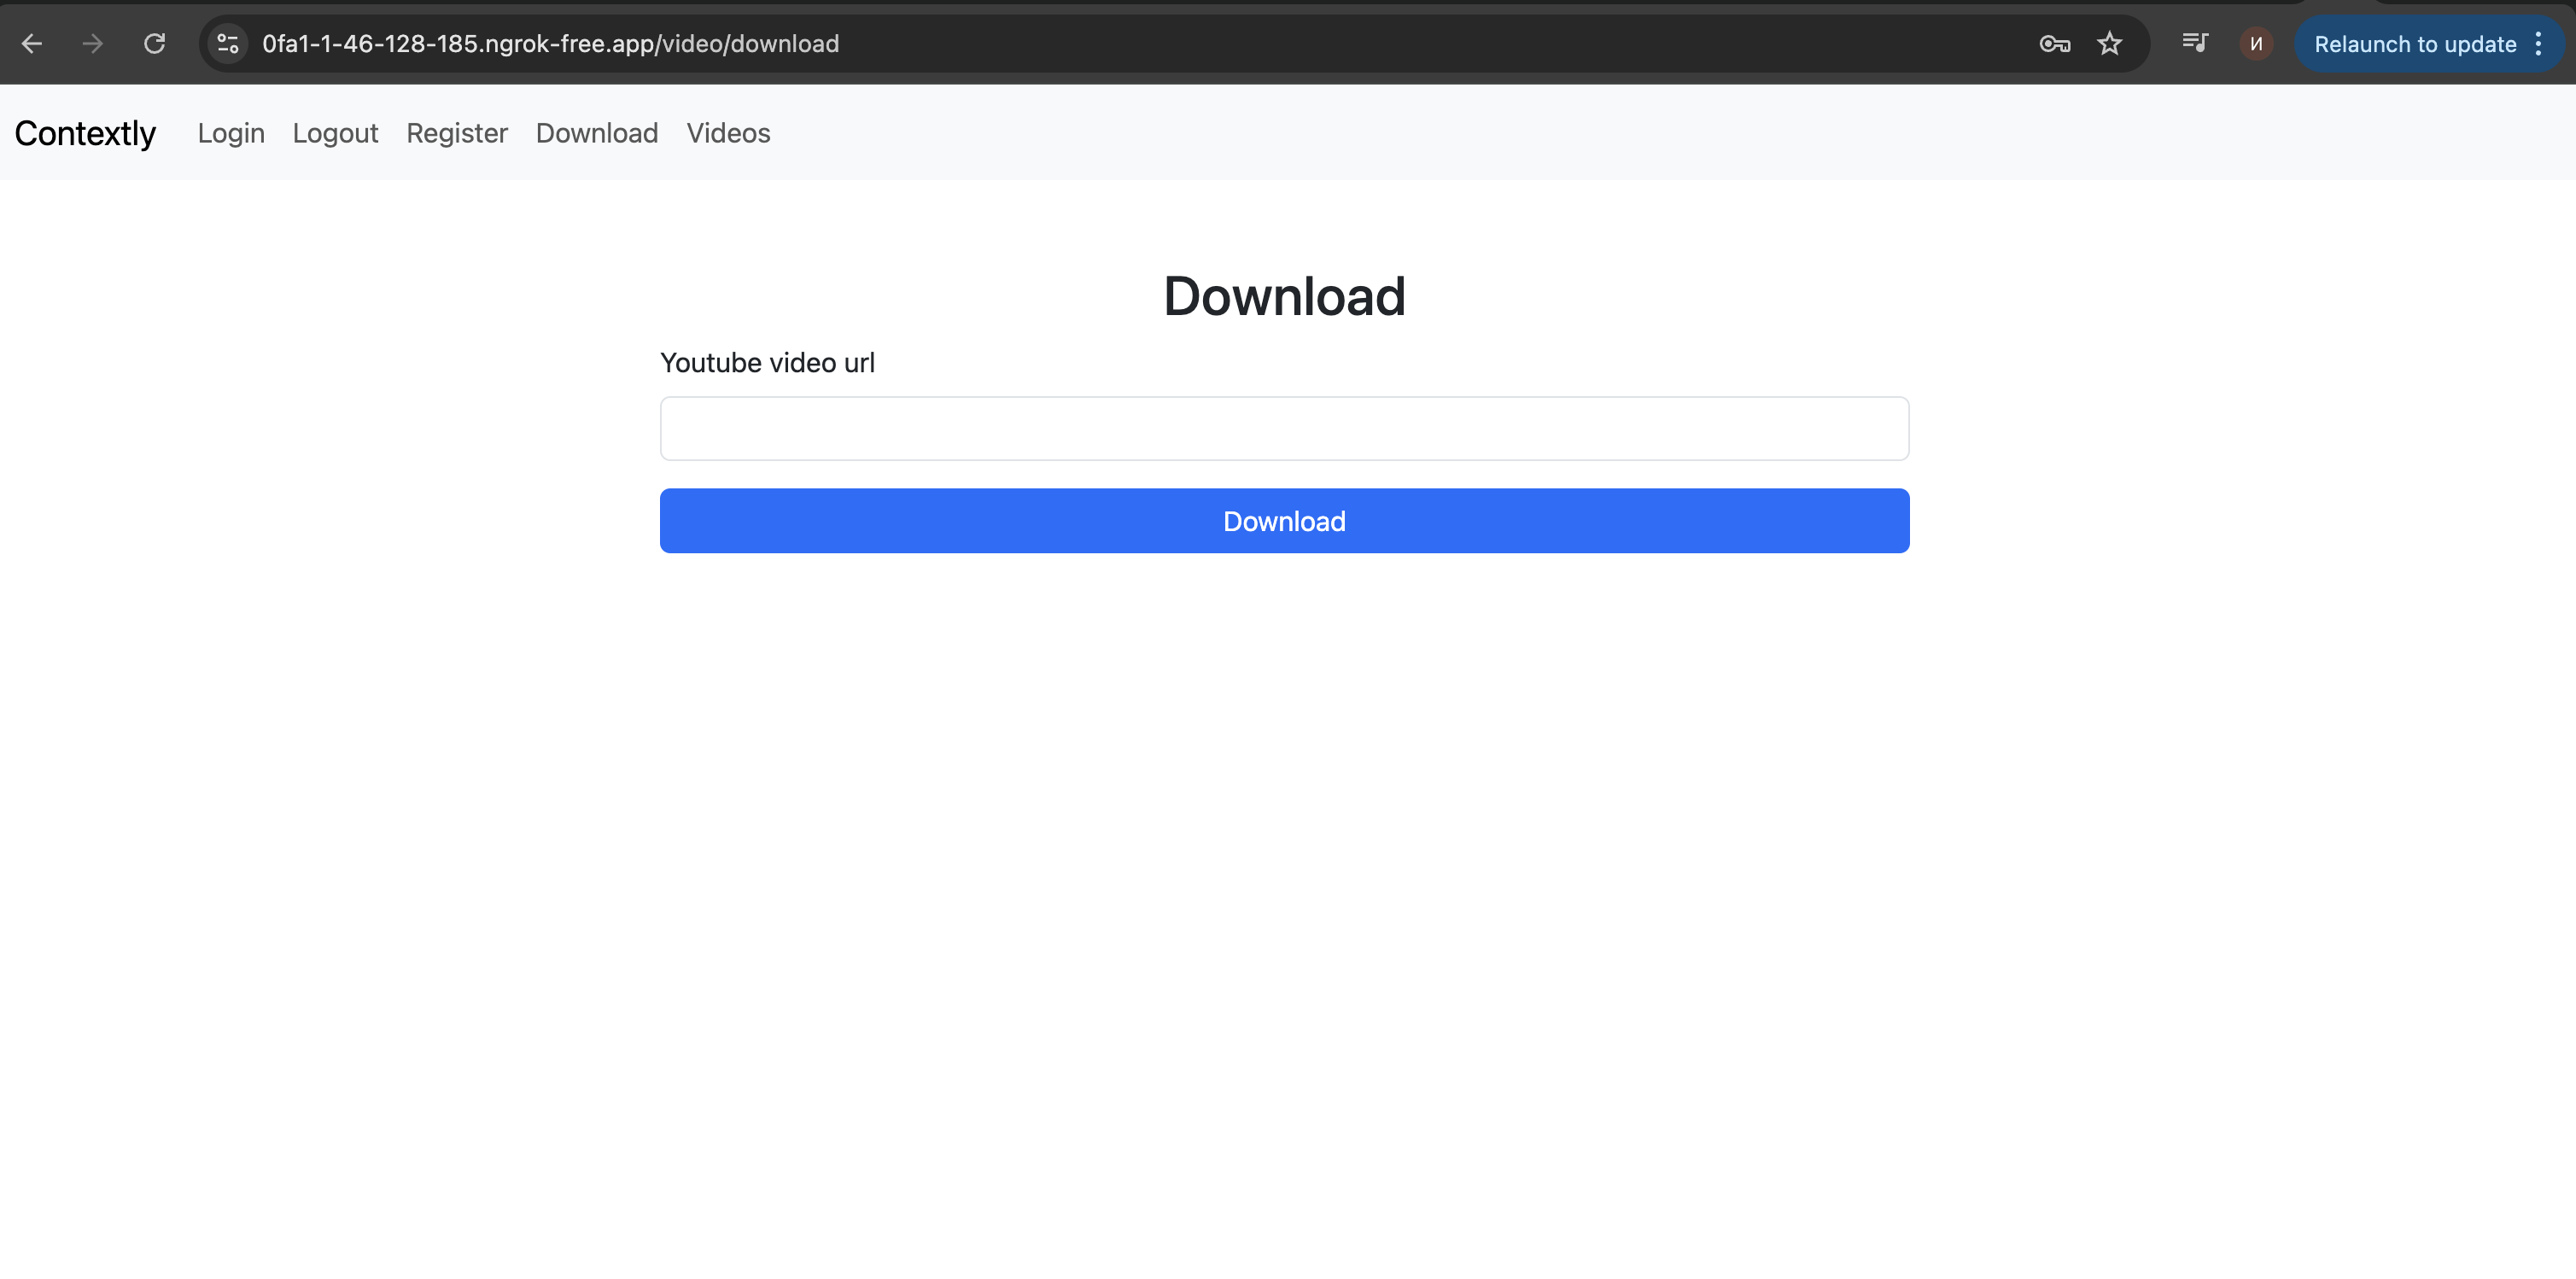 0fa1-1-46-128-185.ngrok-free.app/video/download
И
Relaunch to update
Contextly Login Logout Register Download Videos
Download
Youtube video url
Download